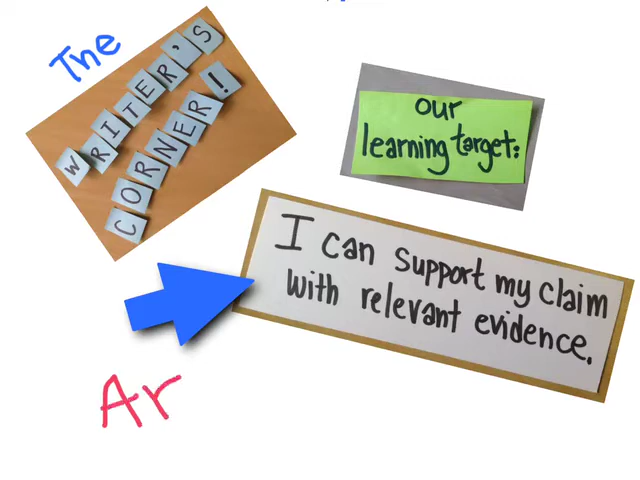 The
WRITER'S
CORNER!
our
learning target:
I can support my claim
with relevant evidence.
Ar